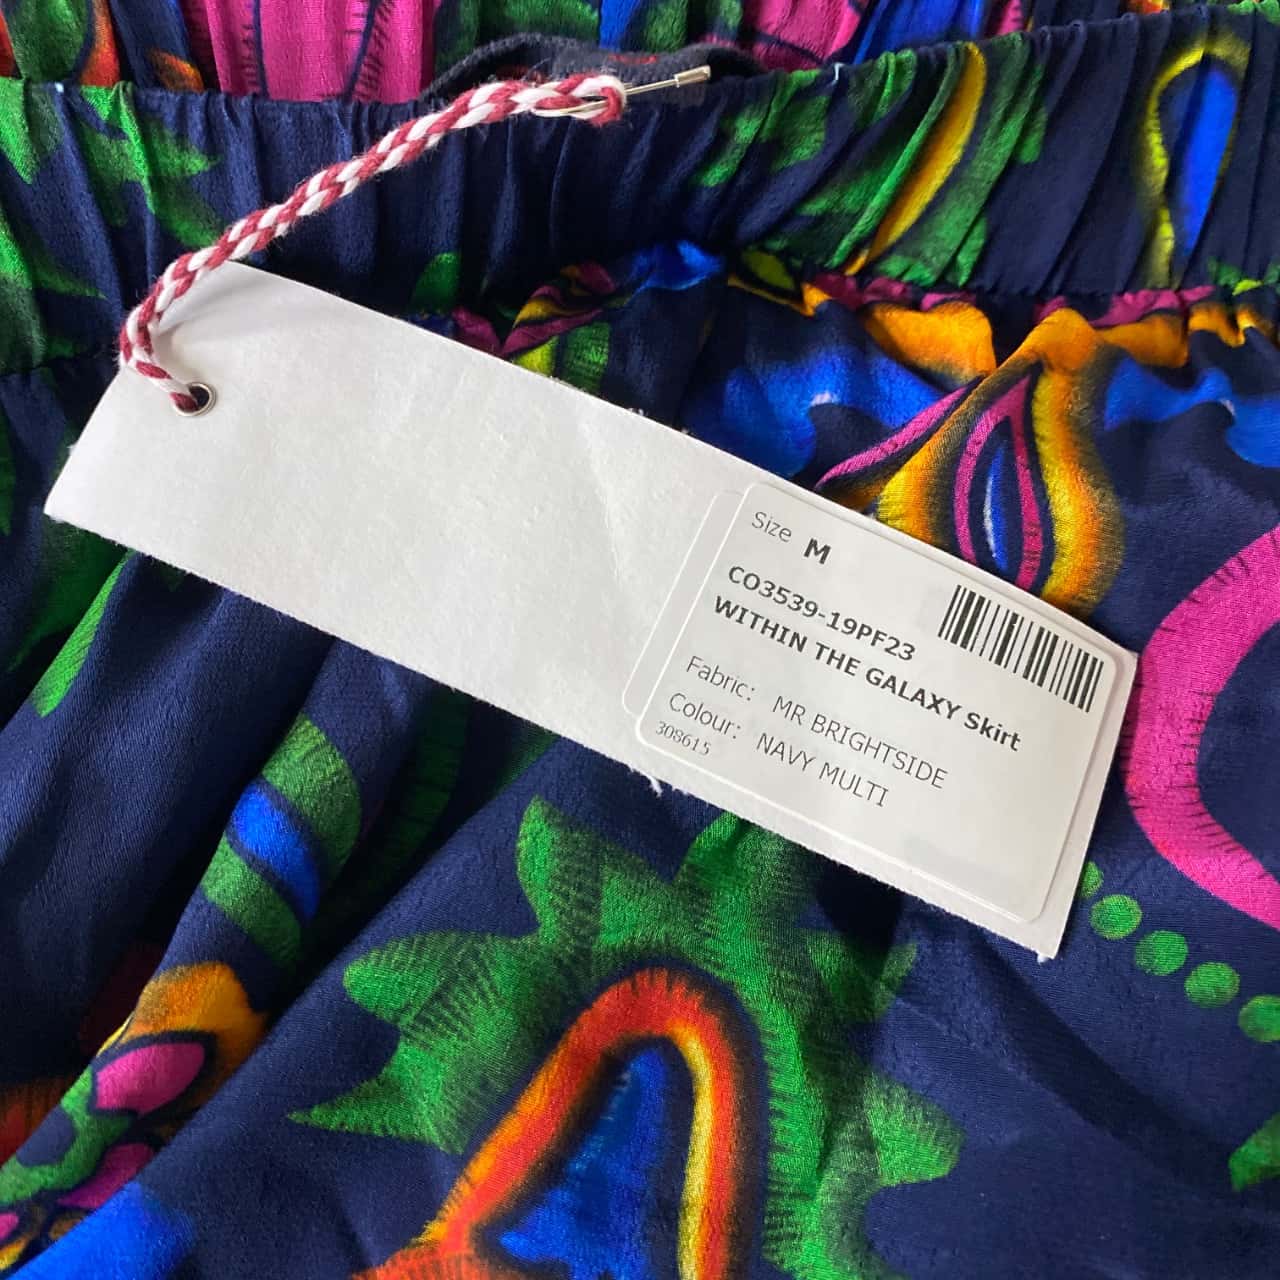 Size M
CO3539-19PF23
WITHIN THE GALAXY Skirt
Fabric: MR BRIGHTSIDE
Colour: NAVY MULTI
308615